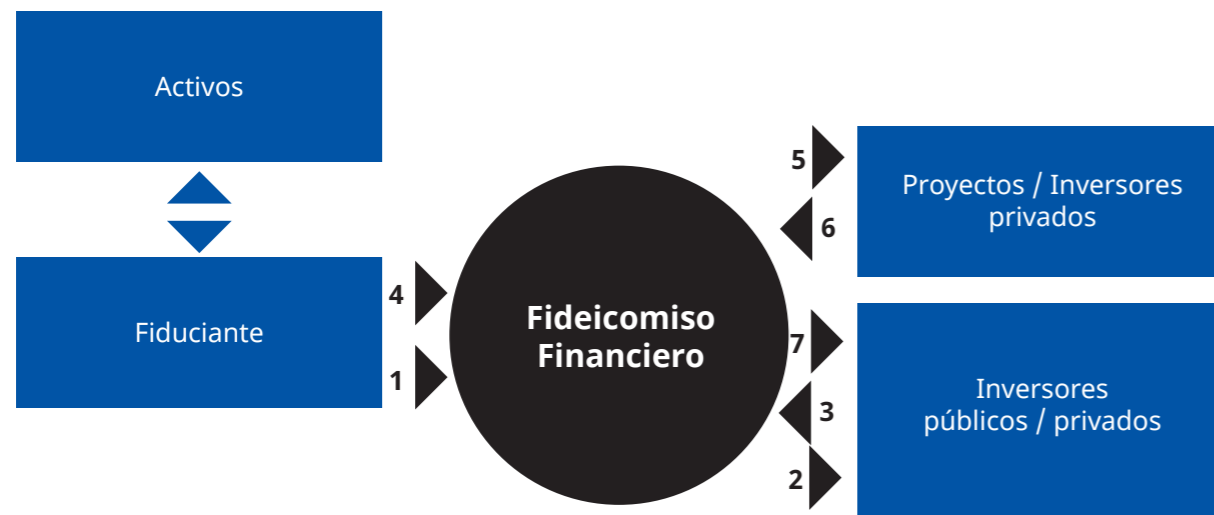 Activos
Fiduciante
4
1
Fideicomiso
Financiero
5
6
Proyectos / Inversores
privados
7
3
2
Inversores
públicos / privados